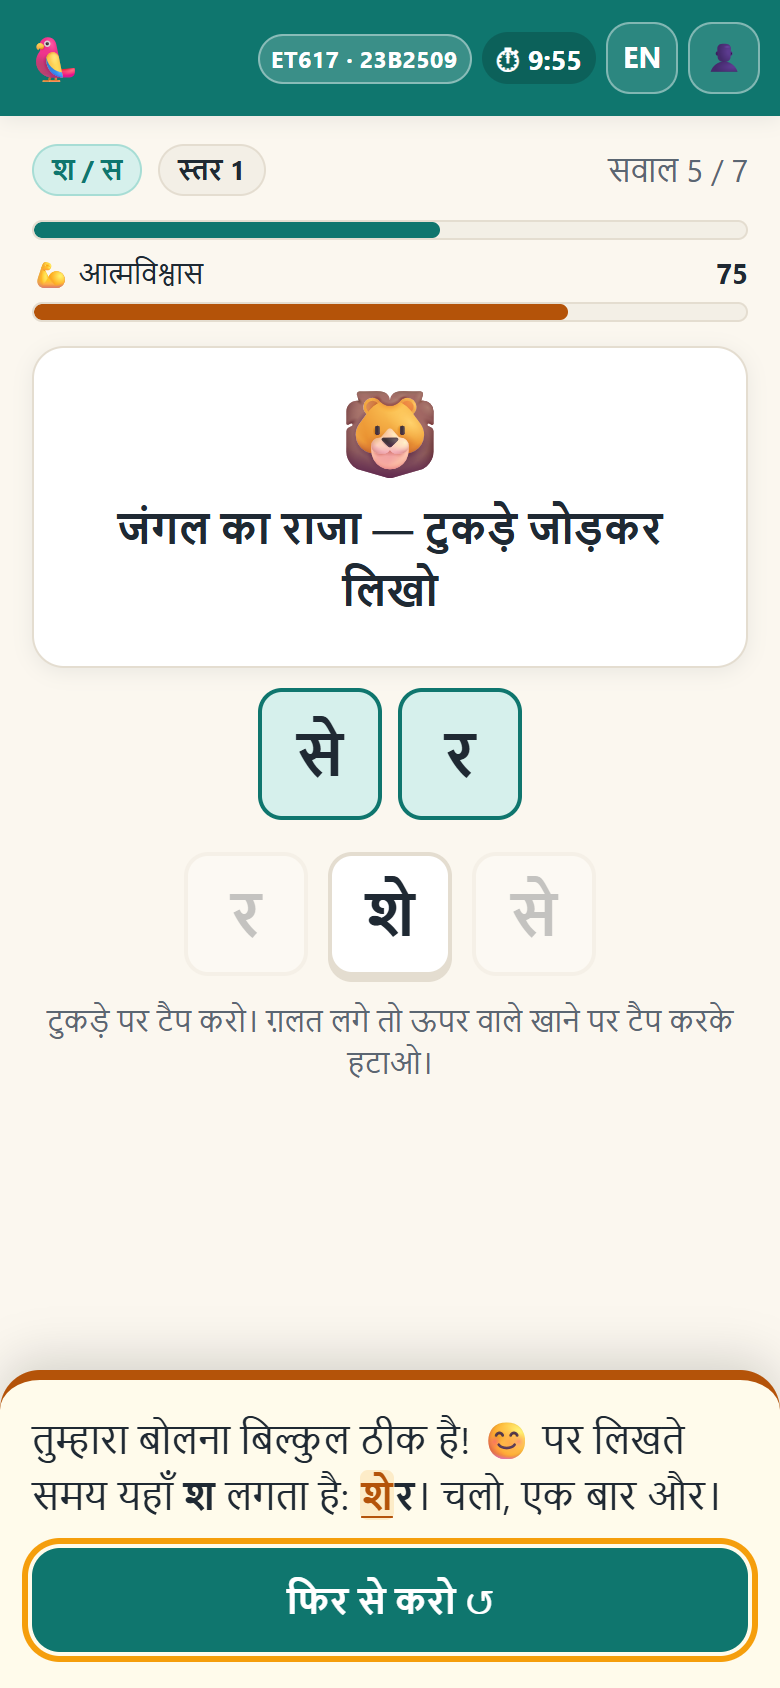 ET617 · 23B2509
9:55
EN
श / स
स्तर 1
सवाल 5 / 7
आत्मविश्वास
75
जंगल का राजा — टुकड़े जोड़कर
लिखो
से र
र शे से
टुकड़े पर टैप करो। ग़लत लगे तो ऊपर वाले खाने पर टैप करके
हटाओ।
तुम्हारा बोलना बिल्कुल ठीक है! 😊 पर लिखते
समय यहाँ श लगता है: शेर। चलो, एक बार और।
फिर से करो ↺